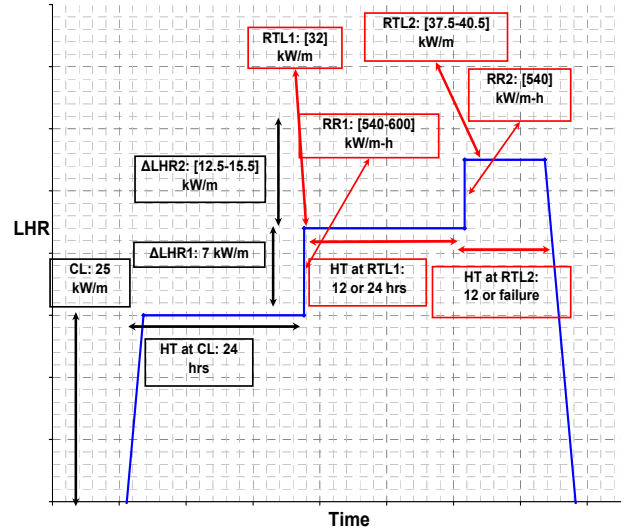 RTL1: [32]
kW/m
RTL2: [37.5-40.5]
kW/m
RR2: [540]
kW/m-h
RR1: [540-600]
kW/m-h
ΔLHR2: [12.5-15.5]
kW/m
LHR
ΔLHR1: 7 kW/m
CL: 25
kW/m
HT at RTL1:
12 or 24 hrs
HT at RTL2:
12 or failure
HT at CL: 24
hrs
Time